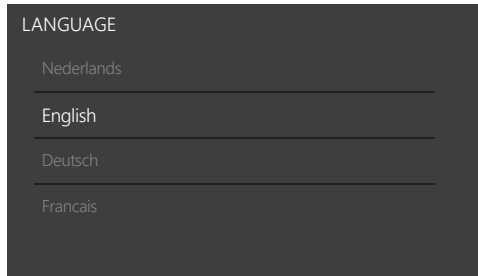 LANGUAGE
Nederlands
English
Deutsch
Francais